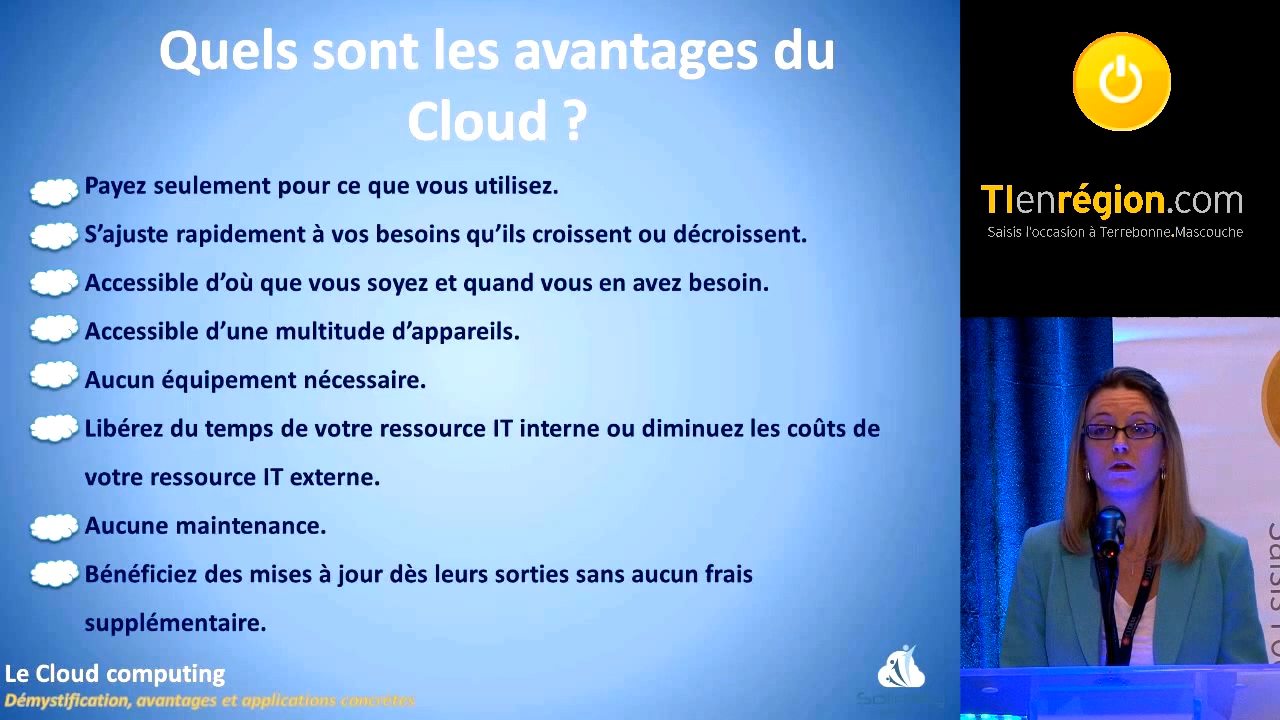 Quels sont les avantages du
Cloud ?
Payez seulement pour ce que vous utilisez.
S’ajuste rapidement à vos besoins qu’ils croissent ou décroissent.
Accessible d’où que vous soyez et quand vous en avez besoin.
Accessible d’une multitude d’appareils.
Aucun équipement nécessaire.
Libérez du temps de votre ressource IT interne ou diminuez les coûts de
votre ressource IT externe.
Aucune maintenance.
Bénéficiez des mises à jour dès leurs sorties sans aucun frais
supplémentaire.
Le Cloud computing
Démystification, avantages et applications concrètes
TIenrégion.com
Saisis l'occasion à Terrebonne.Mascouche
Saisis l'o